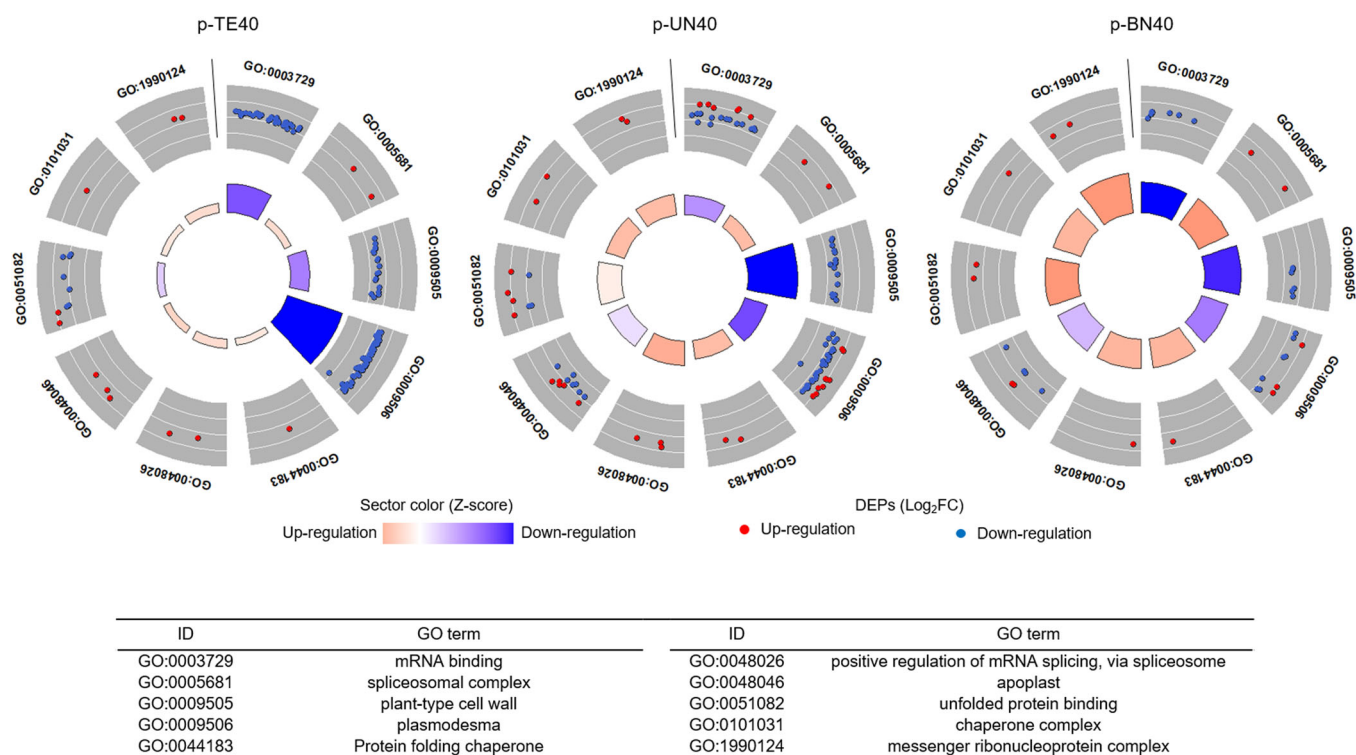 p-TE40
p-UN40
p-BN40
GO:1990124
GO:0003729
GO:0005681
GO:0009505
GO:0009506
GO:0044183
GO:0048026
GO:0048046
GO:0051082
GO:0101031
GO:1990124
GO:0003729
GO:0005681
GO:0009505
GO:0009506
GO:0044183
GO:0048026
GO:0048046
GO:0051082
GO:0101031
GO:1990124
GO:0003729
GO:0005681
GO:0009505
GO:0009506
GO:0044183
GO:0048026
GO:0048046
GO:0051082
GO:0101031
Sector color (Z-score)
Up-regulation Down-regulation
DEPs (Log₂FC)
Up-regulation Down-regulation
ID GO term ID GO term
GO:0003729 mRNA binding GO:0048026 positive regulation of mRNA splicing, via spliceosome
GO:0005681 spliceosomal complex GO:0048046 apoplast
GO:0009505 plant-type cell wall GO:0051082 unfolded protein binding
GO:0009506 plasmodesma GO:0101031 chaperone complex
GO:0044183 Protein folding chaperone GO:1990124 messenger ribonucleoprotein complex